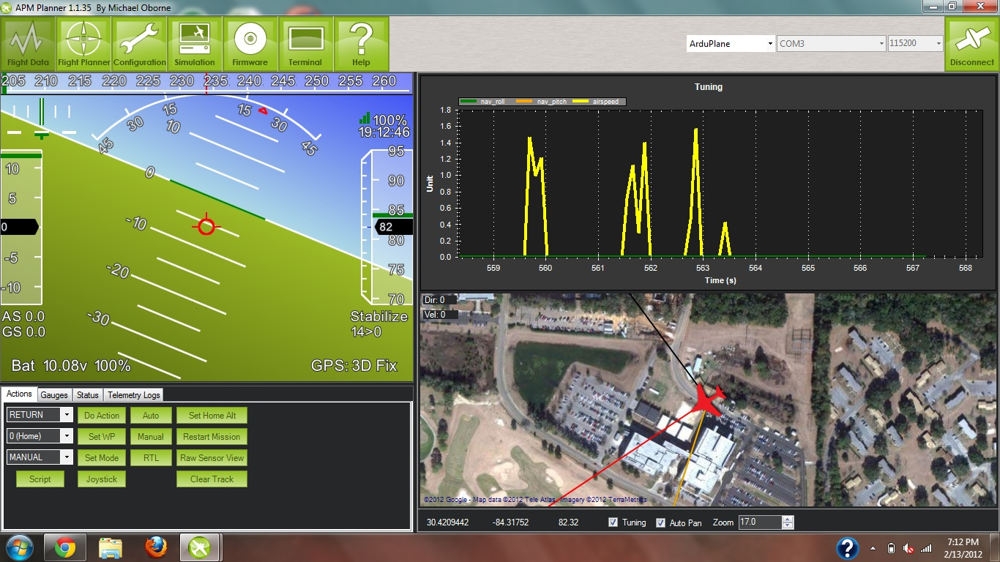 APM Planner 1.1.35 By Michael Oborne
Flight Data Flight Planner Configuration Simulation Firmware Terminal Help
ArduPlane COM3 115200 Disconnect
205 210 215 220 225 230 235 240 245 250 255 260
45 30 15 15 30 45
100%
19:12:46
10 5 0 -5 -10
10 0 -10 -20 -30
95 90 85 82 80 75 70
AS 0.0
GS 0.0
Stabilize
14>0
Bat 10.08v 100% GPS: 3D Fix
Tuning
nav_roll nav_pitch airspeed
1.8
1.6
1.4
1.2
1.0
0.8
0.6
0.4
0.2
0.0
Unit
559 560 561 562 563 564 565 566 567 568
Time (s)
Dir: 0
Vel: 0
©2012 Google - Map data ©2012 Tele Atlas, Imagery ©2012 TerraMetrics
30.4209442 -84.31752 82.32 Tuning Auto Pan Zoom 17.0
Actions Gauges Status Telemetry Logs
RETURN Do Action Auto Set Home Alt
0 (Home) Set WP Manual Restart Mission
MANUAL Set Mode RTL Raw Sensor View
Script Joystick Clear Track
7:12 PM
2/13/2012